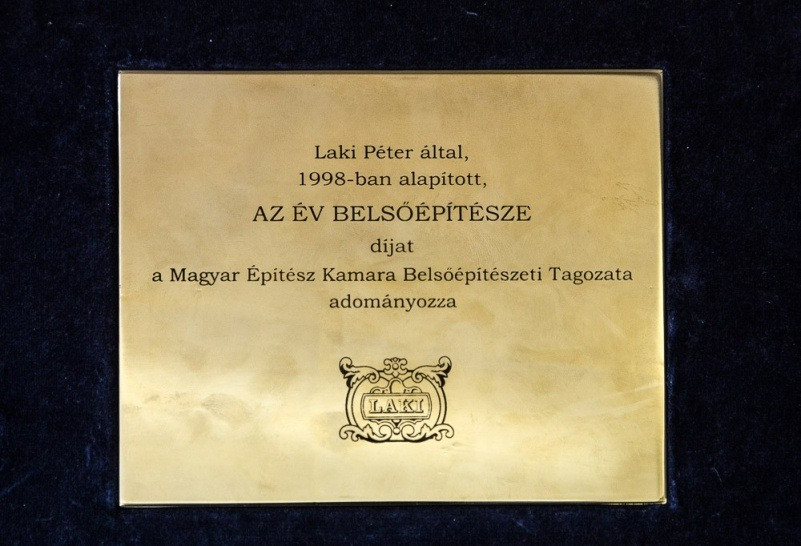 Laki Péter által,
1998-ban alapított,
AZ ÉV BELSŐÉPÍTÉSZE
díjat
a Magyar Építész Kamara Belsőépítészeti Tagozata
adományozza
LAKI